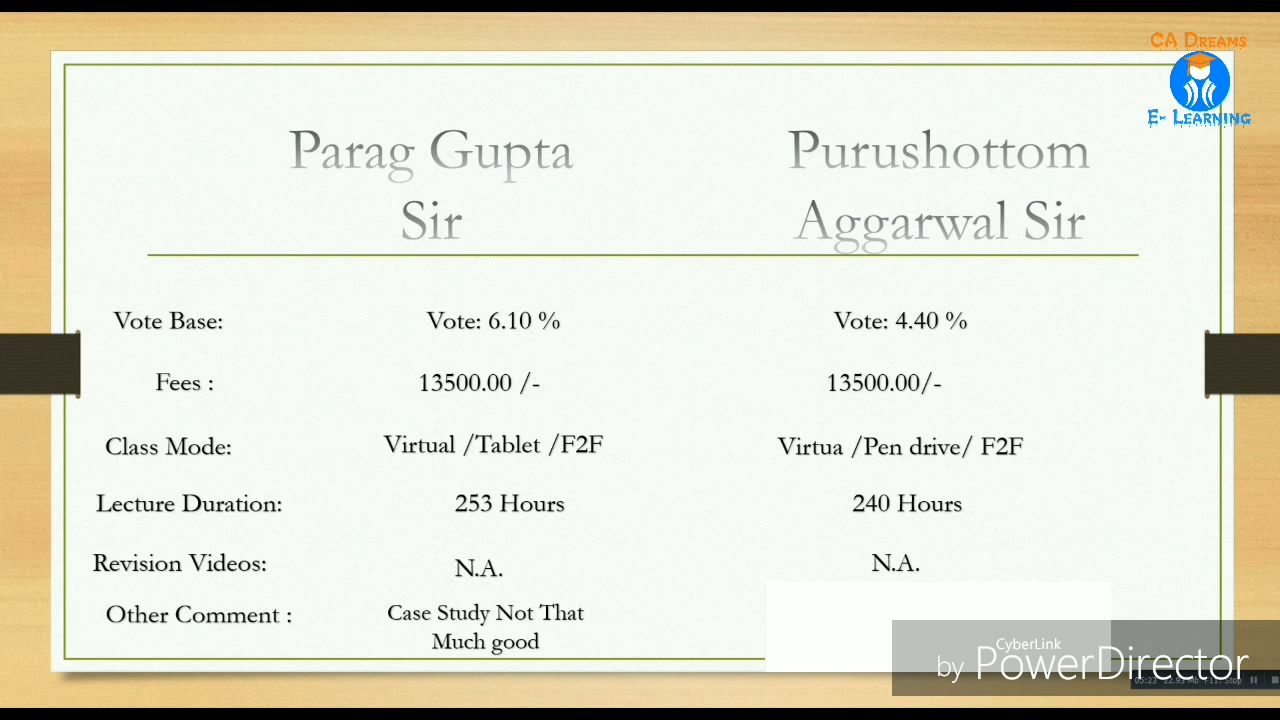 CA Dreams
E- Learning
Parag Gupta
Sir
Purushottom
Aggarwal Sir
Vote Base:
Vote: 6.10 %
Vote: 4.40 %
Fees :
13500.00 /-
13500.00/-
Class Mode:
Virtual /Tablet /F2F
Virtua /Pen drive/ F2F
Lecture Duration:
253 Hours
240 Hours
Revision Videos:
N.A.
N.A.
Other Comment :
Case Study Not That
Much good
CyberLink
by PowerDirector